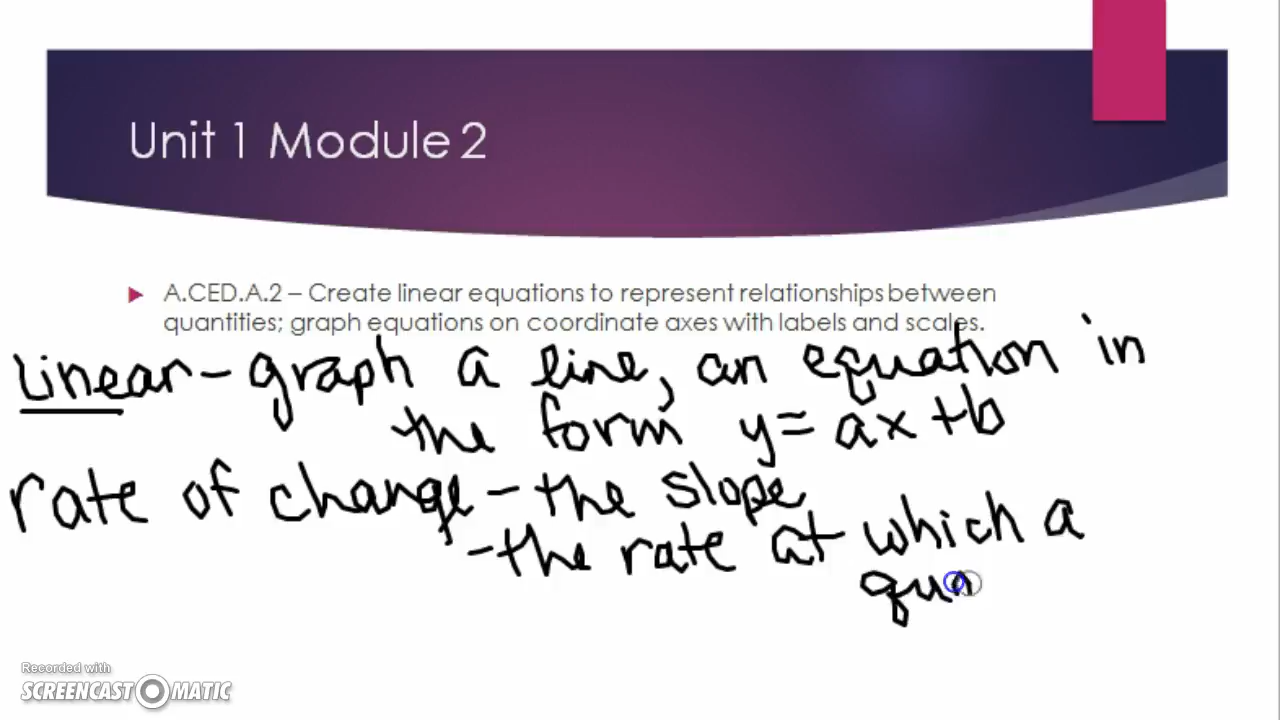 Unit 1 Module 2
A.CED.A.2 – Create linear equations to represent relationships between
quantities; graph equations on coordinate axes with labels and scales.
Linear - graph a line, an equation in
the form y = ax + b
rate of change - the slope
- the rate at which a
qua
Recorded with
SCREENCAST-O-MATIC